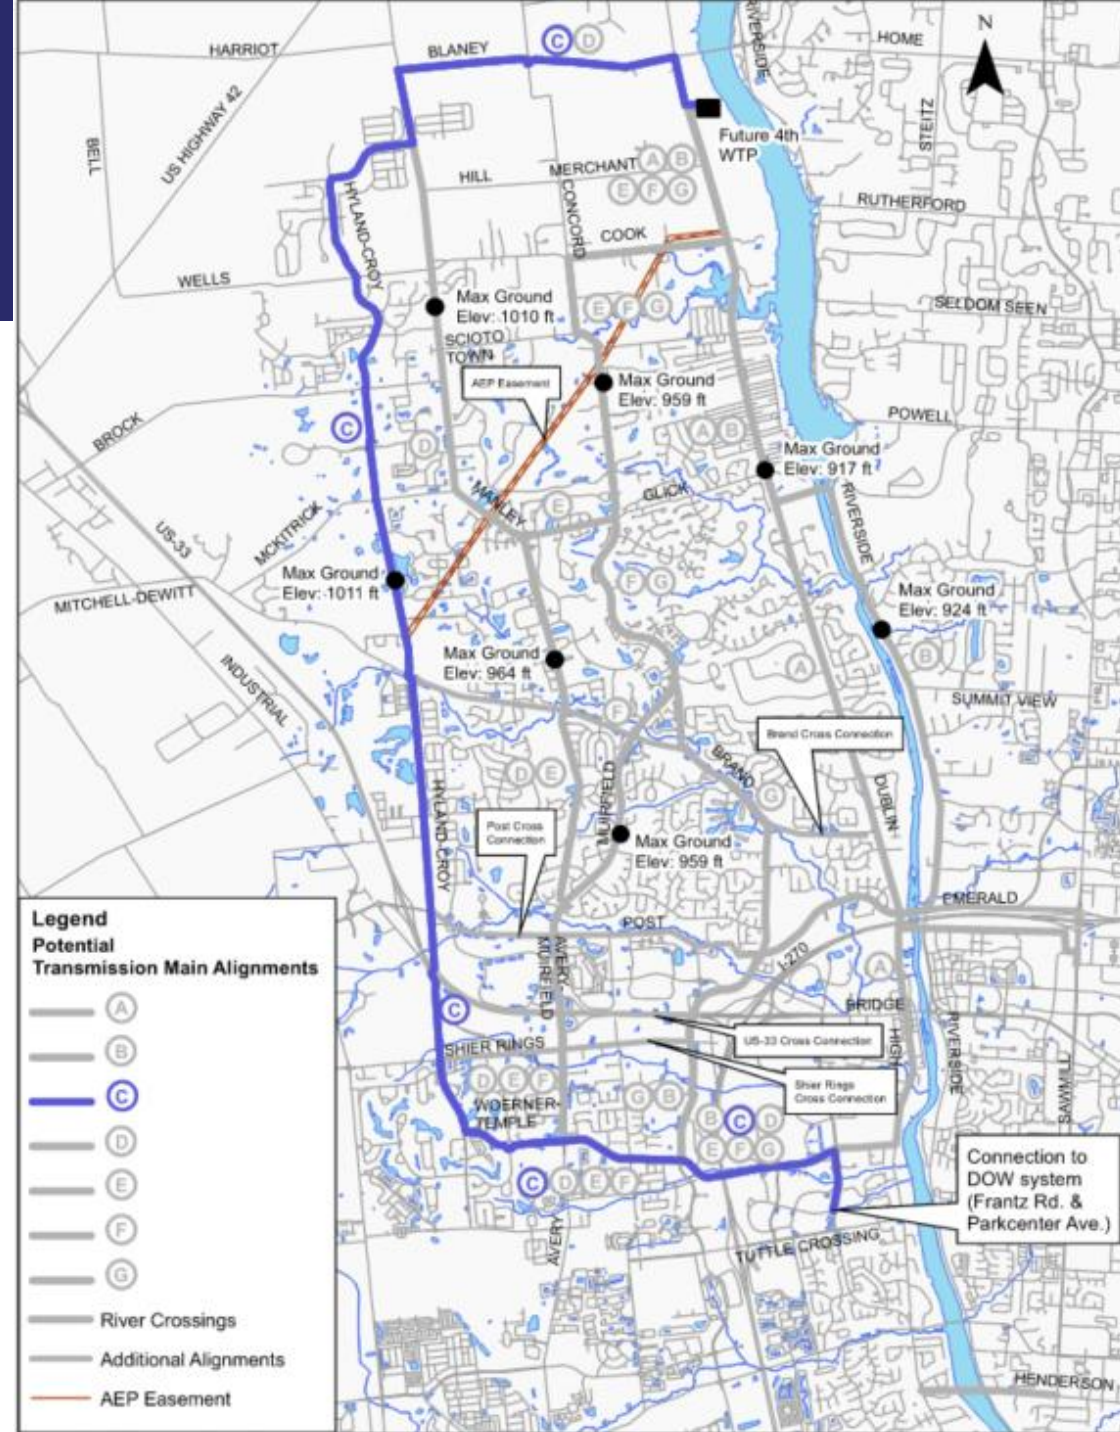 N
HARRIOT
BLANEY
C D
RIVERSIDE
HOME
US HIGHWAY 42
BELL
STEITZ
Future 4th
WTP
HILL
MERCHANT
A B
E F G
HYLAND-CROY
CONCORD
RUTHERFORD
COOK
WELLS
E F G
SELDOM SEEN
Max Ground
Elev: 1010 ft
SCIOTO
TOWN
AEP Easement
Max Ground
Elev: 959 ft
BROCK
C
D
A B
POWELL
Max Ground
Elev: 917 ft
MANLEY
E
GLICK
RIVERSIDE
US-33
MCKITRICK
Max Ground
Elev: 1011 ft
F G
MITCHELL-DEWITT
Max Ground
Elev: 924 ft
B
Max Ground
Elev: 964 ft
A
INDUSTRIAL
SUMMIT VIEW
F
Brand Cross Connection
BRAND
D E
G
DUBLIN
HYLAND-CROY
MUIRFIELD
Post Cross
Connection
Max Ground
Elev: 959 ft
EMERALD
POST
AVERY-
MUIRFIELD
I-270
G
A
C
BRIDGE
US-33 Cross Connection
SHIER RINGS
HIGH
RIVERSIDE
SAWMILL
Shier Rings
Cross Connection
D E F
G B
WOERNER-
TEMPLE
B C D
E F G
C D E F
Connection to
DOW system
(Frantz Rd. &
Parkcenter Ave.)
AVERY
TUTTLE CROSSING
HENDERSON
Legend
Potential
Transmission Main Alignments
A
B
C
D
E
F
G
River Crossings
Additional Alignments
AEP Easement